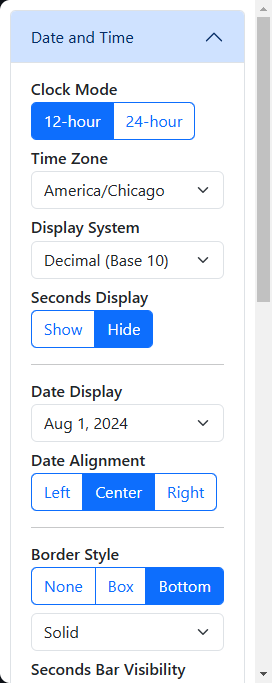 Date and Time
Clock Mode
12-hour 24-hour
Time Zone
America/Chicago
Display System
Decimal (Base 10)
Seconds Display
Show Hide
Date Display
Aug 1, 2024
Date Alignment
Left Center Right
Border Style
None Box Bottom
Solid
Seconds Bar Visibility